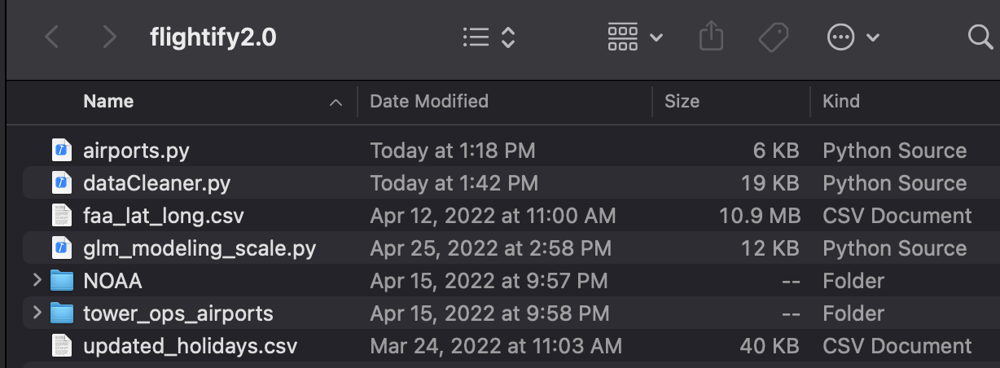 flightify2.0
Name Date Modified Size Kind
airports.py Today at 1:18 PM 6 KB Python Source
dataCleaner.py Today at 1:42 PM 19 KB Python Source
faa_lat_long.csv Apr 12, 2022 at 11:00 AM 10.9 MB CSV Document
glm_modeling_scale.py Apr 25, 2022 at 2:58 PM 12 KB Python Source
NOAA Apr 15, 2022 at 9:57 PM -- Folder
tower_ops_airports Apr 15, 2022 at 9:58 PM -- Folder
updated_holidays.csv Mar 24, 2022 at 11:03 AM 40 KB CSV Document